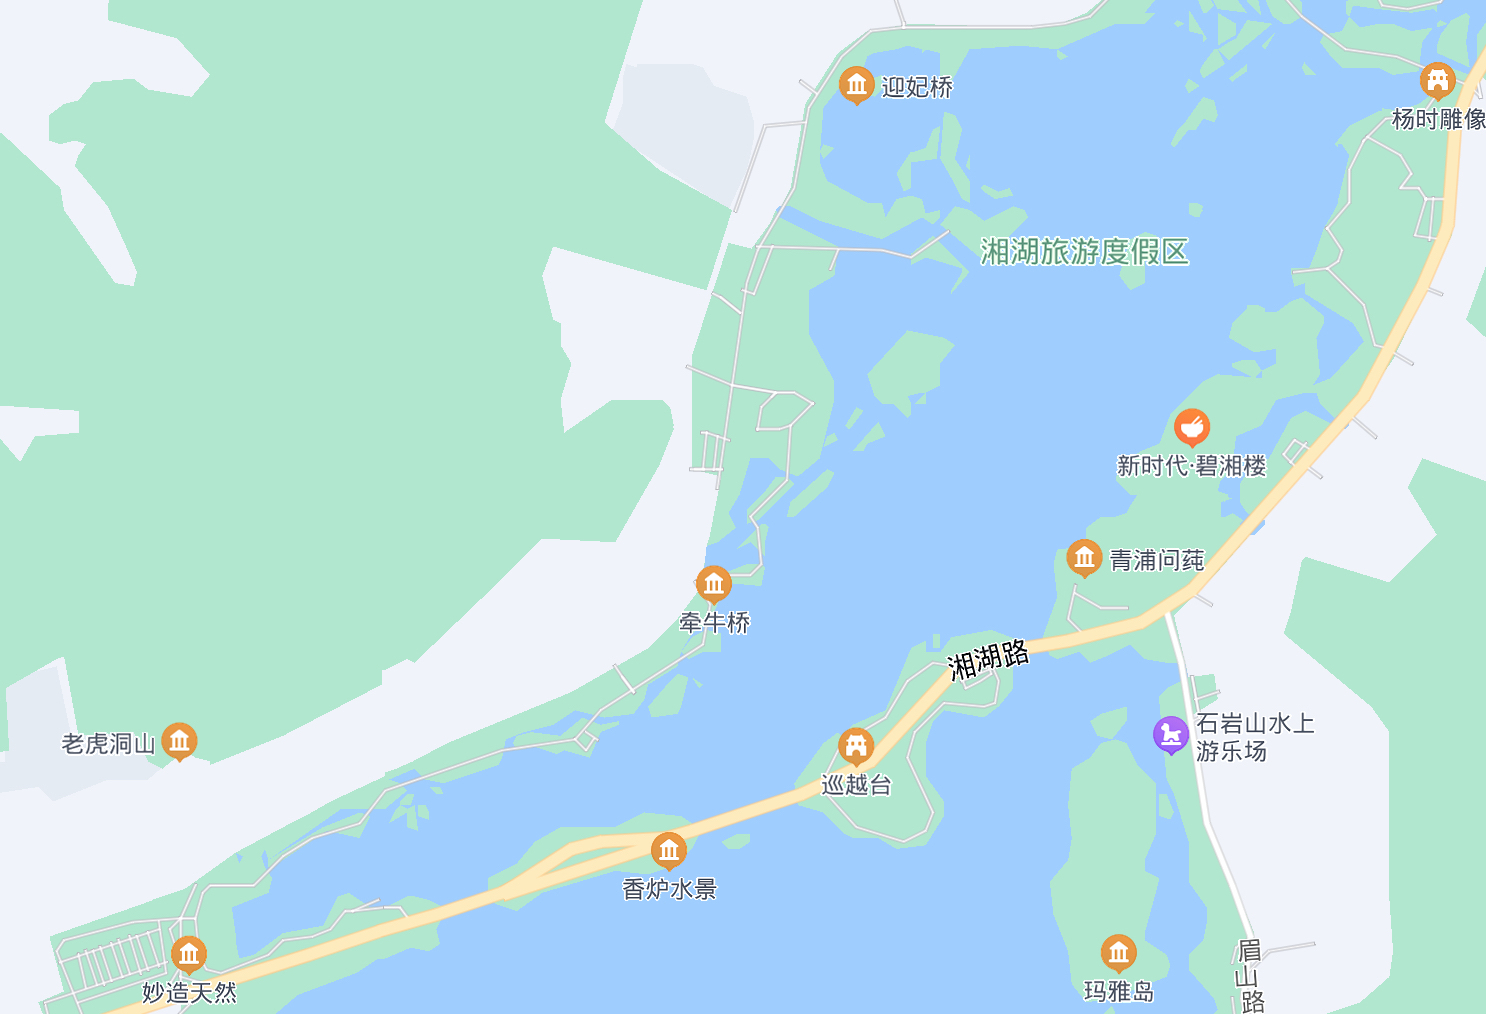 迎妃桥
杨时雕像
湘湖旅游度假区
新时代·碧湘楼
青浦问莼
牵牛桥
湘湖路
石岩山水上
游乐场
老虎洞山
巡越台
香炉水景
眉山路
玛雅岛
妙造天然